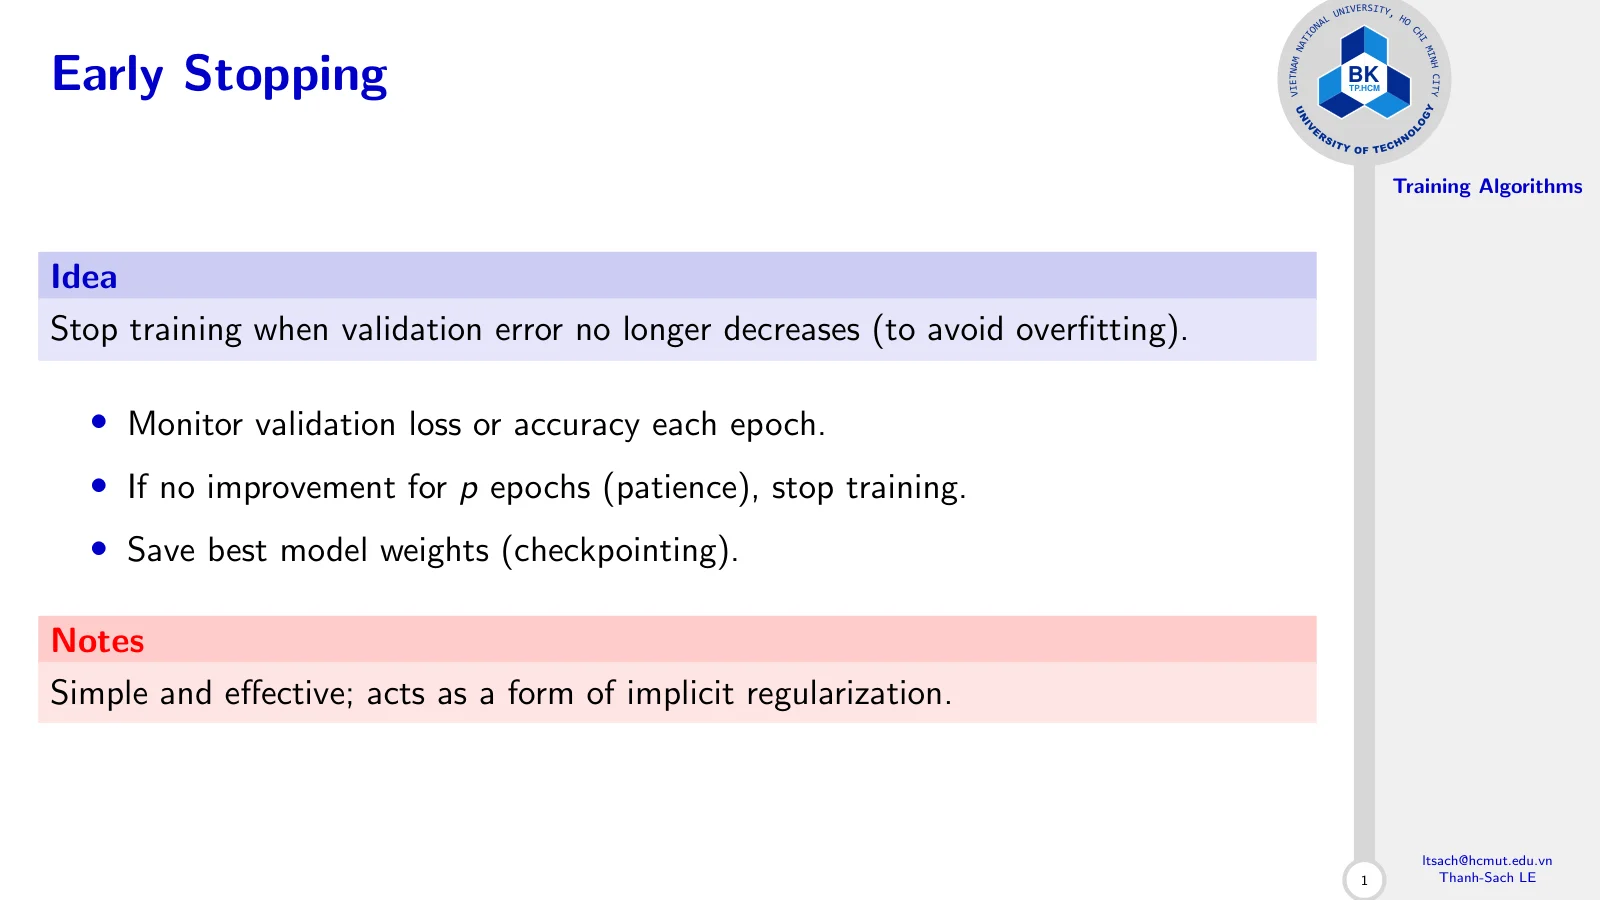 Early Stopping
VIETNAM NATIONAL UNIVERSITY, HO CHI MINH CITY
BK
TP.HCM
UNIVERSITY OF TECHNOLOGY
Training Algorithms
Idea
Stop training when validation error no longer decreases (to avoid overfitting).
• Monitor validation loss or accuracy each epoch.
• If no improvement for p epochs (patience), stop training.
• Save best model weights (checkpointing).
Notes
Simple and effective; acts as a form of implicit regularization.
ltsach@hcmut.edu.vn
Thanh-Sach LE
1